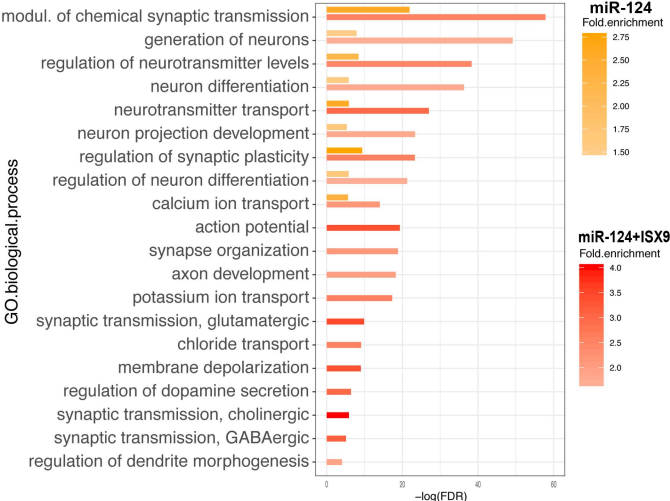 modul. of chemical synaptic transmission
generation of neurons
regulation of neurotransmitter levels
neuron differentiation
neurotransmitter transport
neuron projection development
regulation of synaptic plasticity
regulation of neuron differentiation
calcium ion transport
action potential
synapse organization
axon development
potassium ion transport
synaptic transmission, glutamatergic
chloride transport
membrane depolarization
regulation of dopamine secretion
synaptic transmission, cholinergic
synaptic transmission, GABAergic
regulation of dendrite morphogenesis
GO.biological.process
0 20 40 60
−log(FDR)
miR-124
Fold.enrichment
2.75
2.50
2.25
2.00
1.75
1.50
miR-124+ISX9
Fold.enrichment
4.0
3.5
3.0
2.5
2.0